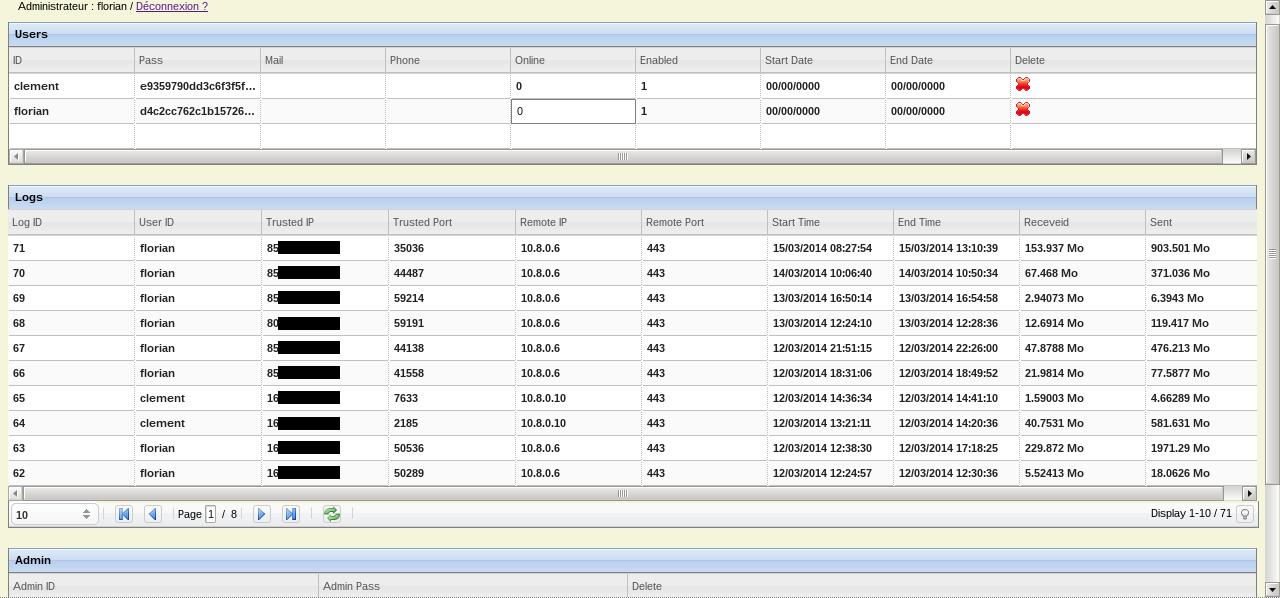 Administrateur : florian / Déconnexion ?
Users
ID Pass Mail Phone Online Enabled Start Date End Date Delete
clement e9359790dd3c6f3f5f... 0 1 00/00/0000 00/00/0000
florian d4c2cc762c1b15726... 0 1 00/00/0000 00/00/0000
Logs
Log ID User ID Trusted IP Trusted Port Remote IP Remote Port Start Time End Time Receveid Sent
71 florian 85 35036 10.8.0.6 443 15/03/2014 08:27:54 15/03/2014 13:10:39 153.937 Mo 903.501 Mo
70 florian 85 44487 10.8.0.6 443 14/03/2014 10:06:40 14/03/2014 10:50:34 67.468 Mo 371.036 Mo
69 florian 85 59214 10.8.0.6 443 13/03/2014 16:50:14 13/03/2014 16:54:58 2.94073 Mo 6.3943 Mo
68 florian 80 59191 10.8.0.6 443 13/03/2014 12:24:10 13/03/2014 12:28:36 12.6914 Mo 119.417 Mo
67 florian 85 44138 10.8.0.6 443 12/03/2014 21:51:15 12/03/2014 22:26:00 47.8788 Mo 476.213 Mo
66 florian 85 41558 10.8.0.6 443 12/03/2014 18:31:06 12/03/2014 18:49:52 21.9814 Mo 77.5877 Mo
65 clement 16 7633 10.8.0.10 443 12/03/2014 14:36:34 12/03/2014 14:41:10 1.59003 Mo 4.66289 Mo
64 clement 16 2185 10.8.0.10 443 12/03/2014 13:21:11 12/03/2014 14:20:36 40.7531 Mo 581.631 Mo
63 florian 16 50536 10.8.0.6 443 12/03/2014 12:38:30 12/03/2014 17:18:25 229.872 Mo 1971.29 Mo
62 florian 16 50289 10.8.0.6 443 12/03/2014 12:24:57 12/03/2014 12:30:36 5.52413 Mo 18.0626 Mo
10 Page 1 / 8 Display 1-10 / 71
Admin
Admin ID Admin Pass Delete